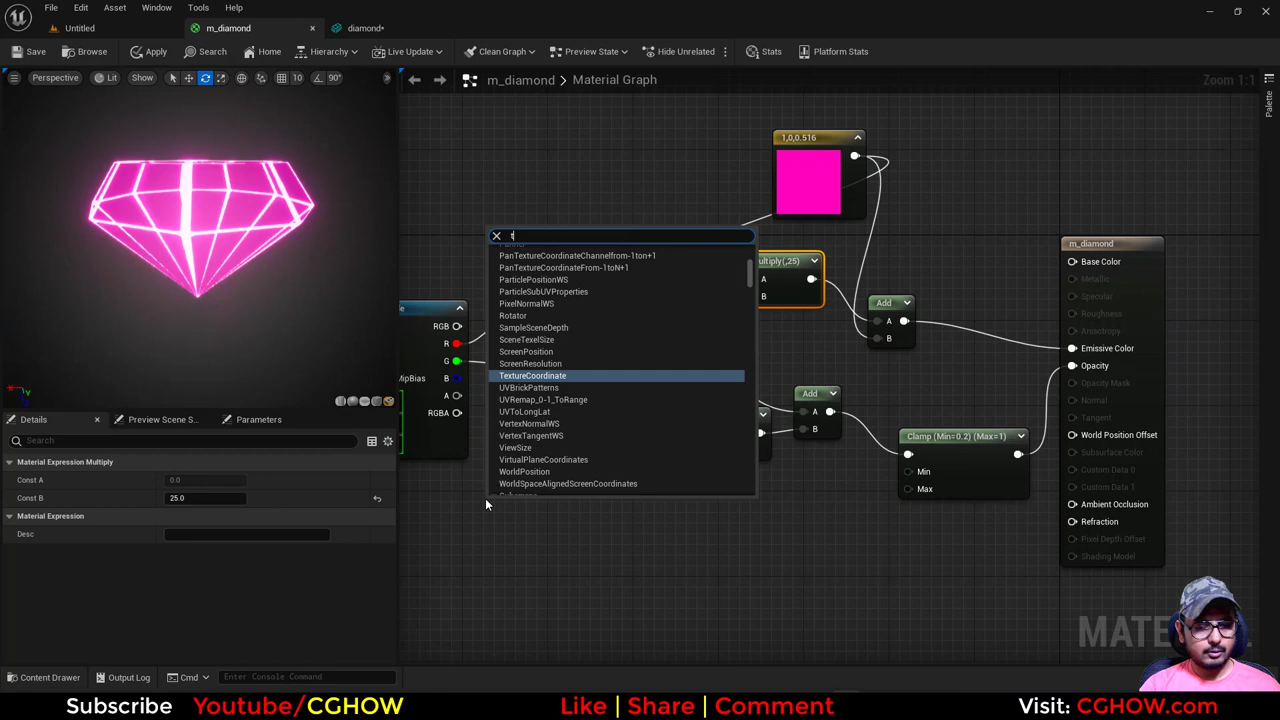 File Edit Asset Window Tools Help
Untitled
m_diamond
diamond*
Save Browse Apply Search Home Hierarchy Live Update Clean Graph Preview State Hide Unrelated Stats Platform Stats
Perspective Lit Show 10 90°
m_diamond > Material Graph
Zoom 1:1
Palette
1,0,0.516
t
PanTextureCoordinateChannelfrom-1ton+1
PanTextureCoordinateFrom-1toN+1
ParticlePositionWS
ParticleSubUVProperties
PixelNormalWS
Rotator
SampleSceneDepth
SceneTexelSize
ScreenPosition
ScreenResolution
TextureCoordinate
UVBrickPatterns
UVRemap_0-1_ToRange
UVToLongLat
VertexNormalWS
VertexTangentWS
ViewSize
VirtualPlaneCoordinates
WorldPosition
WorldSpaceAlignedScreenCoordinates
RGB
R
G
MipBias B
A
RGBA
ultiply(,25)
A
B
Add
A
B
Add
A
B
Clamp (Min=0.2) (Max=1)
Min
Max
m_diamond
Base Color
Metallic
Specular
Roughness
Anisotropy
Emissive Color
Opacity
Opacity Mask
Normal
Tangent
World Position Offset
Subsurface Color
Custom Data 0
Custom Data 1
Ambient Occlusion
Refraction
Pixel Depth Offset
Shading Model
Details Preview Scene S... Parameters
Search
Material Expression Multiply
Const A 0.0
Const B 25.0
Material Expression
Desc
MATE
Content Drawer Output Log Cmd Enter Console Command
Subscribe Youtube/CGHOW Like | Share | Comment Visit: CGHOW.com